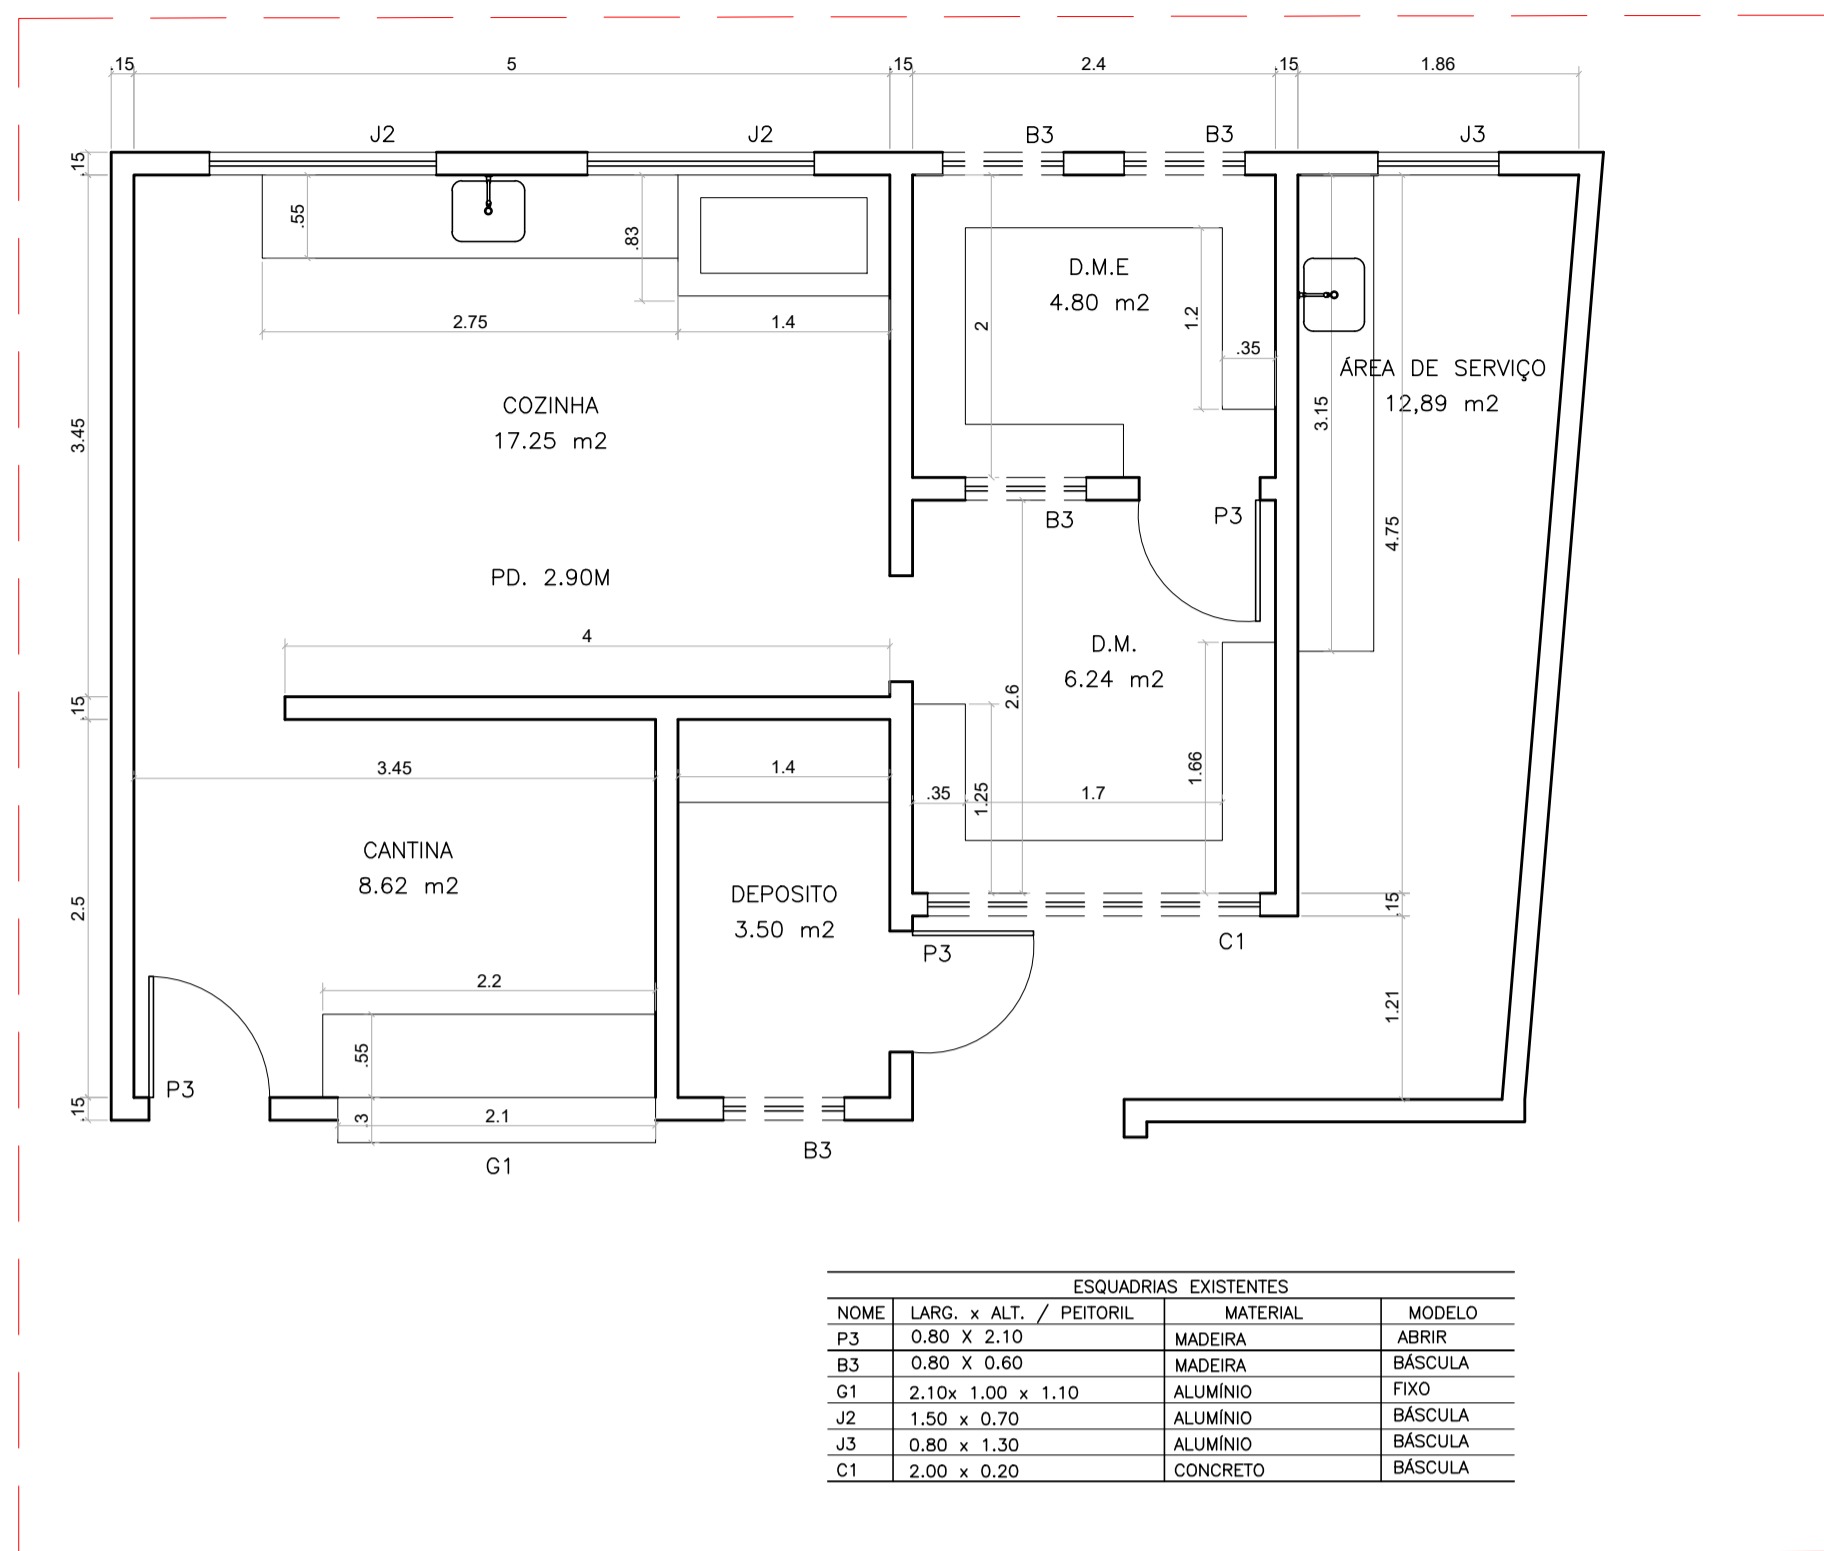 .15 5 .15 2.4 .15 1.86
J2 J2 B3 B3 J3
.15
.55
.83
2.75 1.4
3.45
COZINHA
17.25 m2
PD. 2.90M
4
D.M.E
4.80 m2
2
1.2
.35
B3
P3
ÁREA DE SERVIÇO
12,89 m2
3.15
4.75
D.M.
6.24 m2
2.6
1.66
.35 1.25 1.7
.15
3.45
1.4
CANTINA
8.62 m2
2.5
DEPOSITO
3.50 m2
P3
C1
.15
1.21
2.2
.55
P3
.15
.3
2.1
G1
B3
ESQUADRIAS EXISTENTES
NOME LARG. x ALT. / PEITORIL MATERIAL MODELO
P3 0.80 X 2.10 MADEIRA ABRIR
B3 0.80 X 0.60 MADEIRA BÁSCULA
G1 2.10x 1.00 x 1.10 ALUMÍNIO FIXO
J2 1.50 x 0.70 ALUMÍNIO BÁSCULA
J3 0.80 x 1.30 ALUMÍNIO BÁSCULA
C1 2.00 x 0.20 CONCRETO BÁSCULA